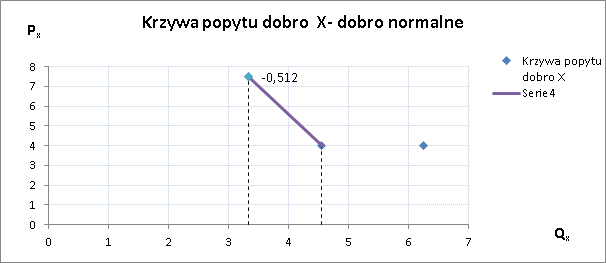 Krzywa popytu dobro X- dobro normalne
Pₓ
8
7
6
5
4
3
2
1
0
-0,512
0 1 2 3 4 5 6 7
Qₓ
Krzywa popytu
dobro X
Serie4